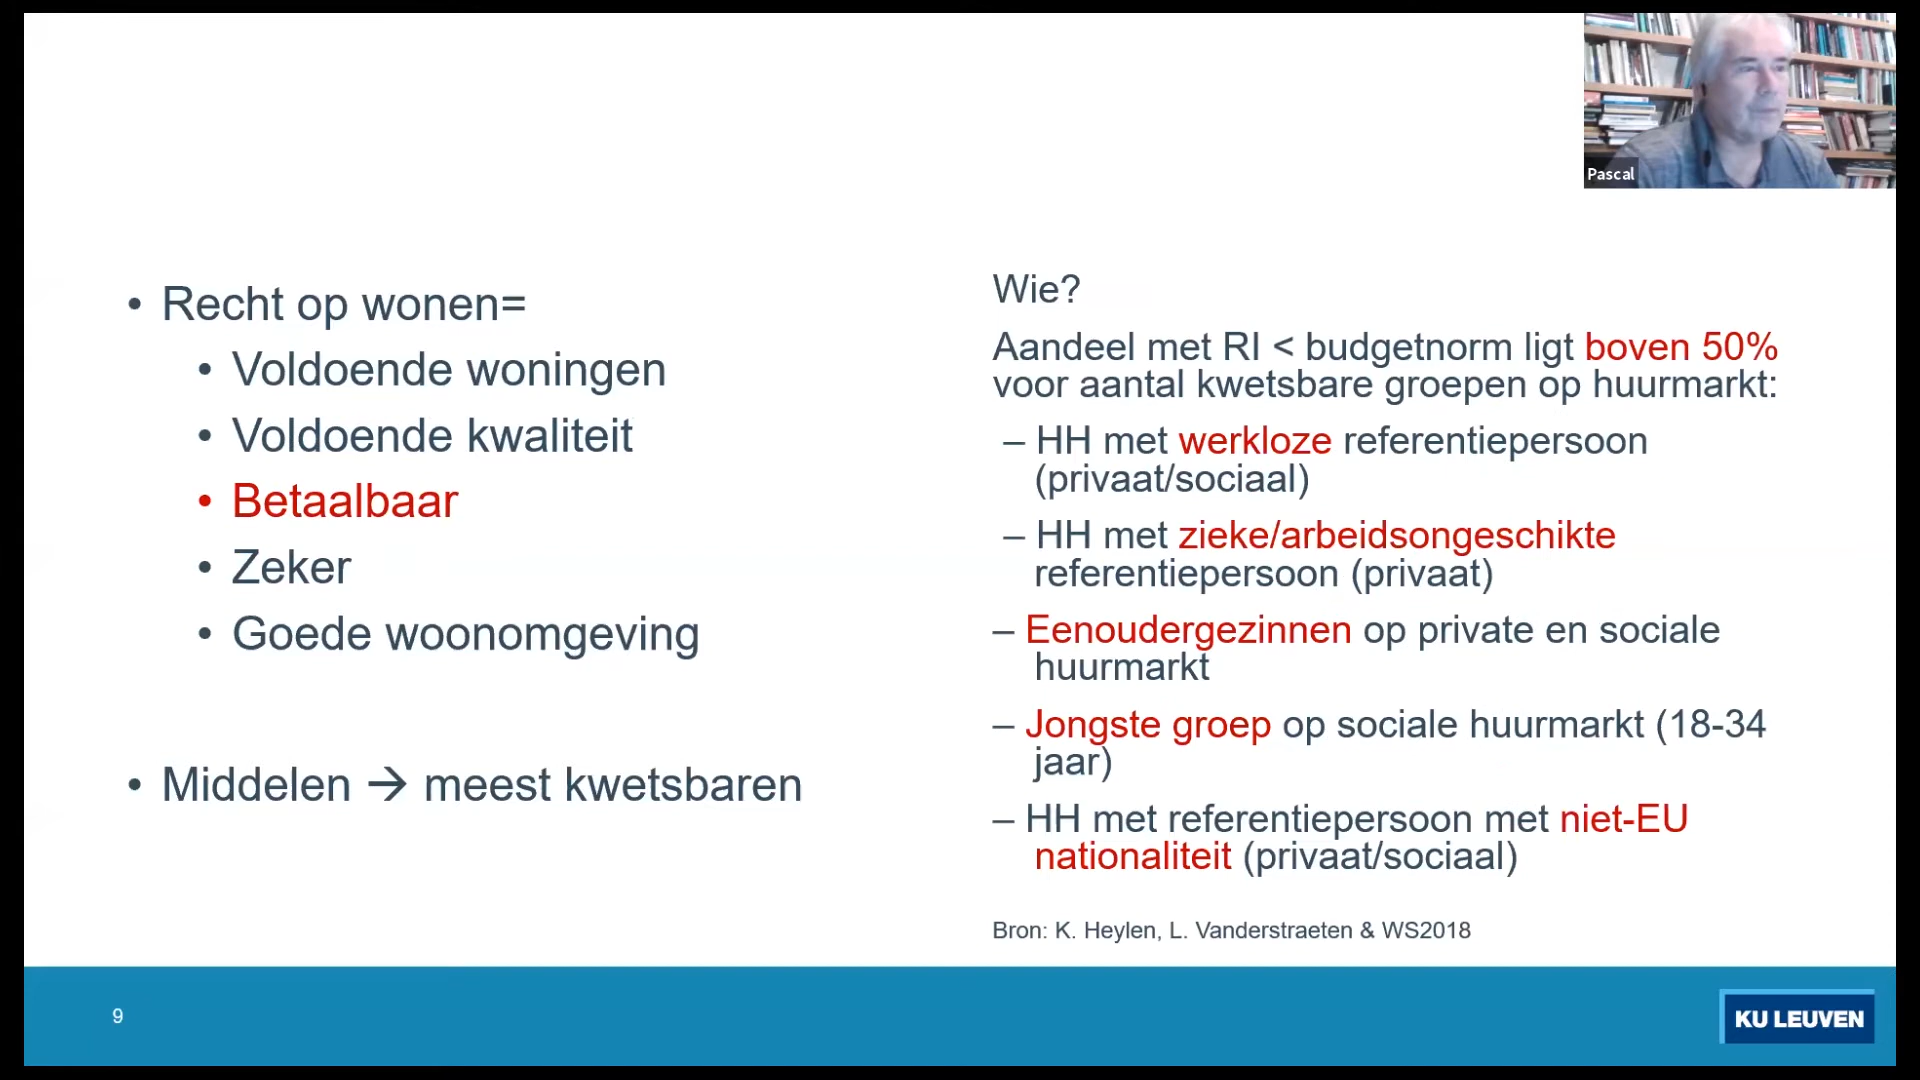 Pascal
• Recht op wonen=
• Voldoende woningen
• Voldoende kwaliteit
• Betaalbaar
• Zeker
• Goede woonomgeving
• Middelen → meest kwetsbaren
Wie?
Aandeel met RI < budgetnorm ligt boven 50%
voor aantal kwetsbare groepen op huurmarkt:
– HH met werkloze referentiepersoon
(privaat/sociaal)
– HH met zieke/arbeidsongeschikte
referentiepersoon (privaat)
– Eenoudergezinnen op private en sociale
huurmarkt
– Jongste groep op sociale huurmarkt (18-34
jaar)
– HH met referentiepersoon met niet-EU
nationaliteit (privaat/sociaal)
Bron: K. Heylen, L. Vanderstraeten & WS2018
9
KU LEUVEN